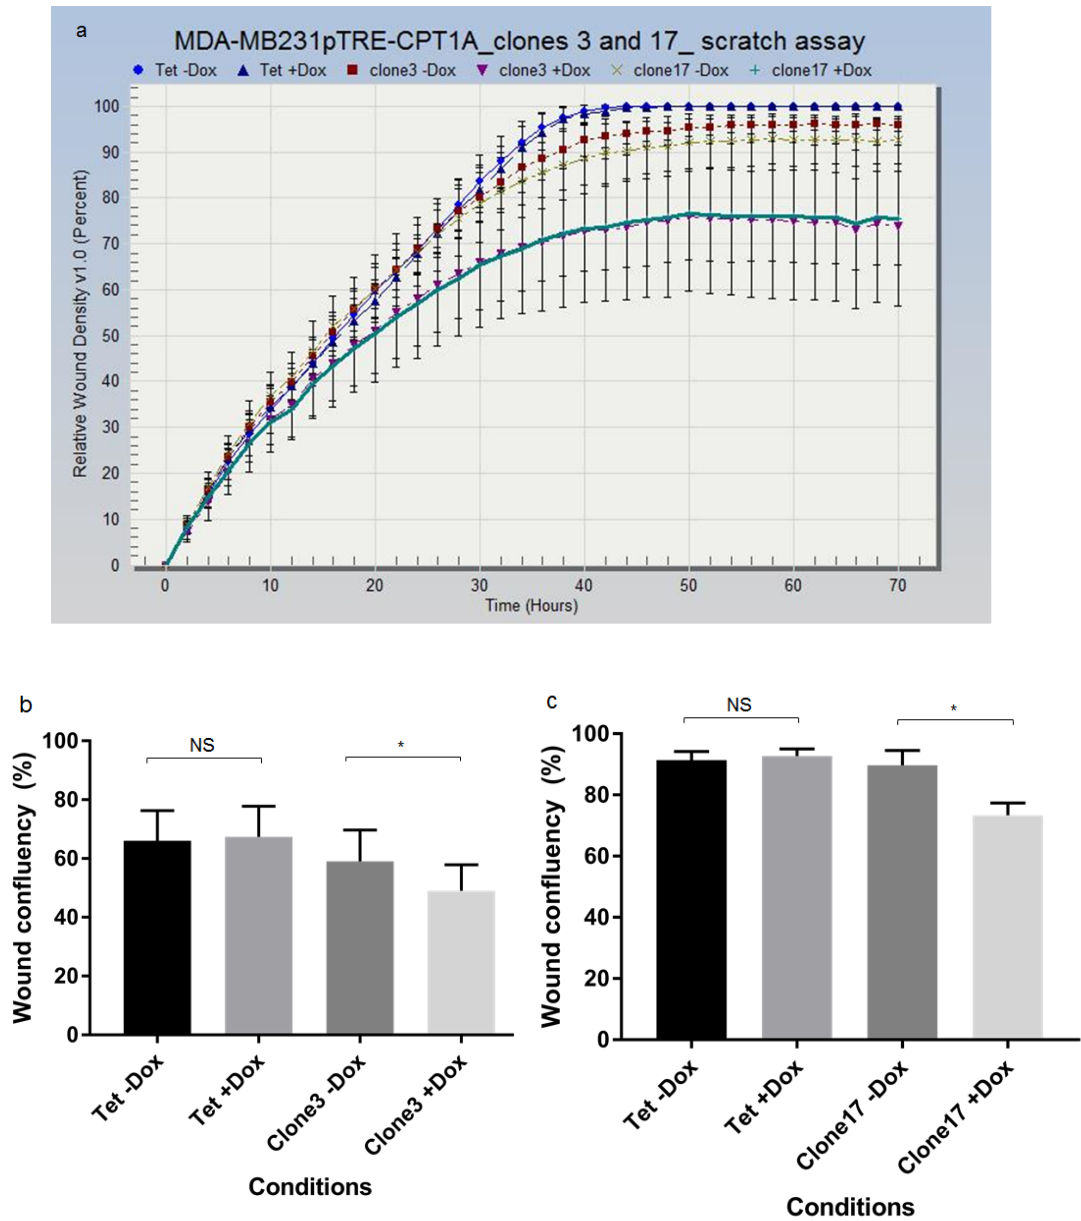 a
MDA-MB231pTRE-CPT1A_clones 3 and 17_ scratch assay
Tet -Dox Tet +Dox clone3 -Dox clone3 +Dox clone17 -Dox clone17 +Dox
Relative Wound Density v1.0 (Percent)
100
90
80
70
60
50
40
30
20
10
0
0 10 20 30 40 50 60 70
Time (Hours)
b
NS *
Wound confluency (%)
100
80
60
40
20
0
Tet -Dox
Tet +Dox
Clone3 -Dox
Clone3 +Dox
Conditions
c
NS *
Wound confluency (%)
100
80
60
40
20
0
Tet -Dox
Tet +Dox
Clone17 -Dox
Clone17 +Dox
Conditions